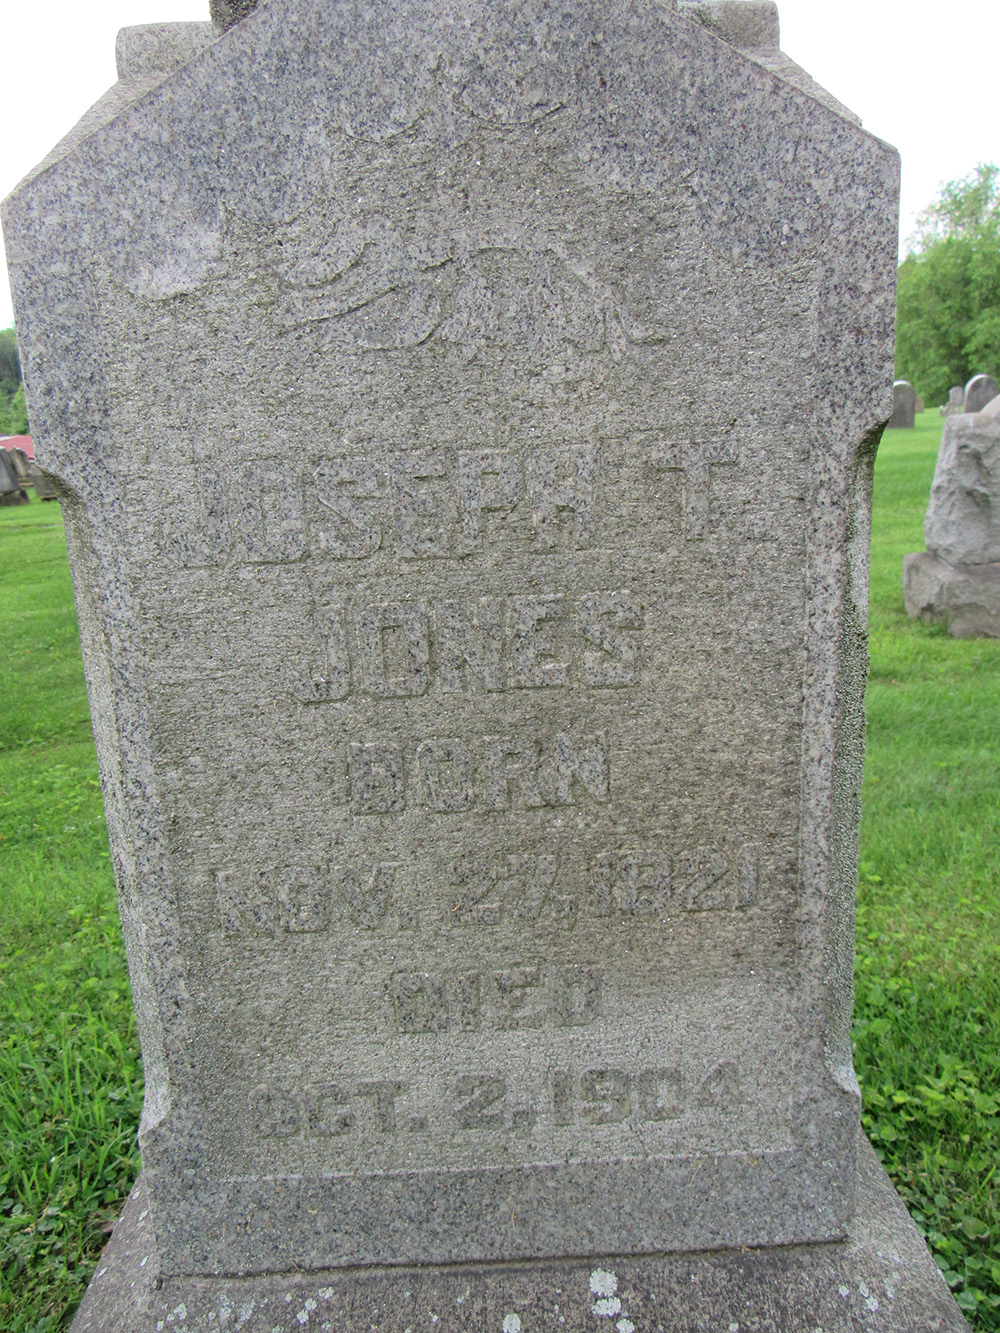 JOSEPH T.
JONES
BORN
NOV. 27, 1821
DIED
OCT. 2, 1904